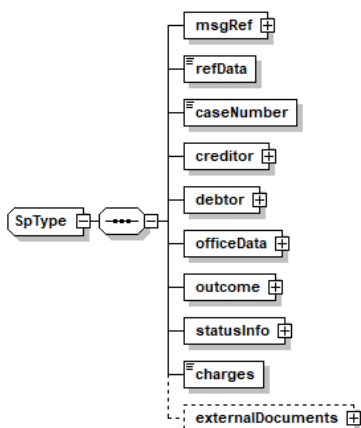 msgRef
refData
caseNumber
creditor
debtor
SpType
officeData
outcome
statusInfo
charges
externalDocuments